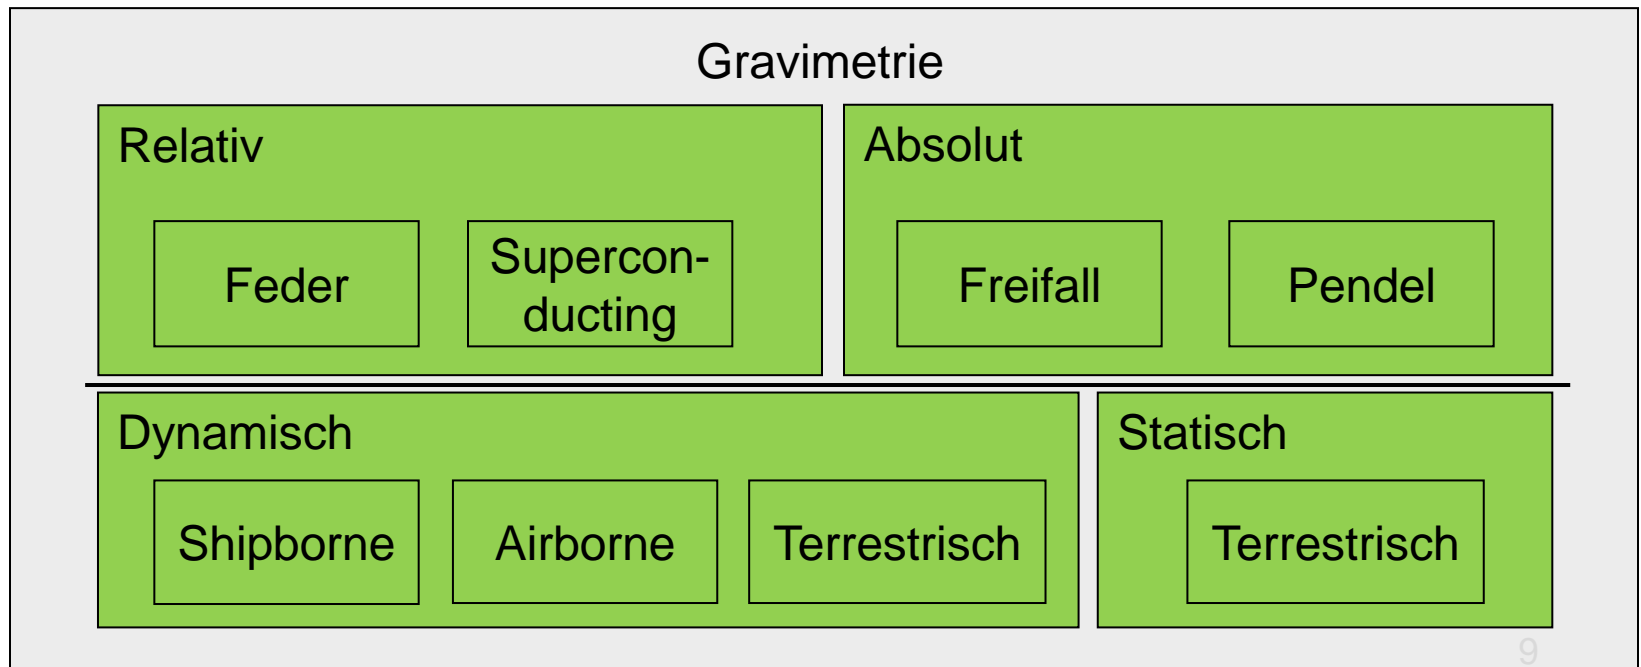 Gravimetrie
Relativ
Feder
Supercon-
ducting
Absolut
Freifall
Pendel
Dynamisch
Shipborne
Airborne
Terrestrisch
Statisch
Terrestrisch
9